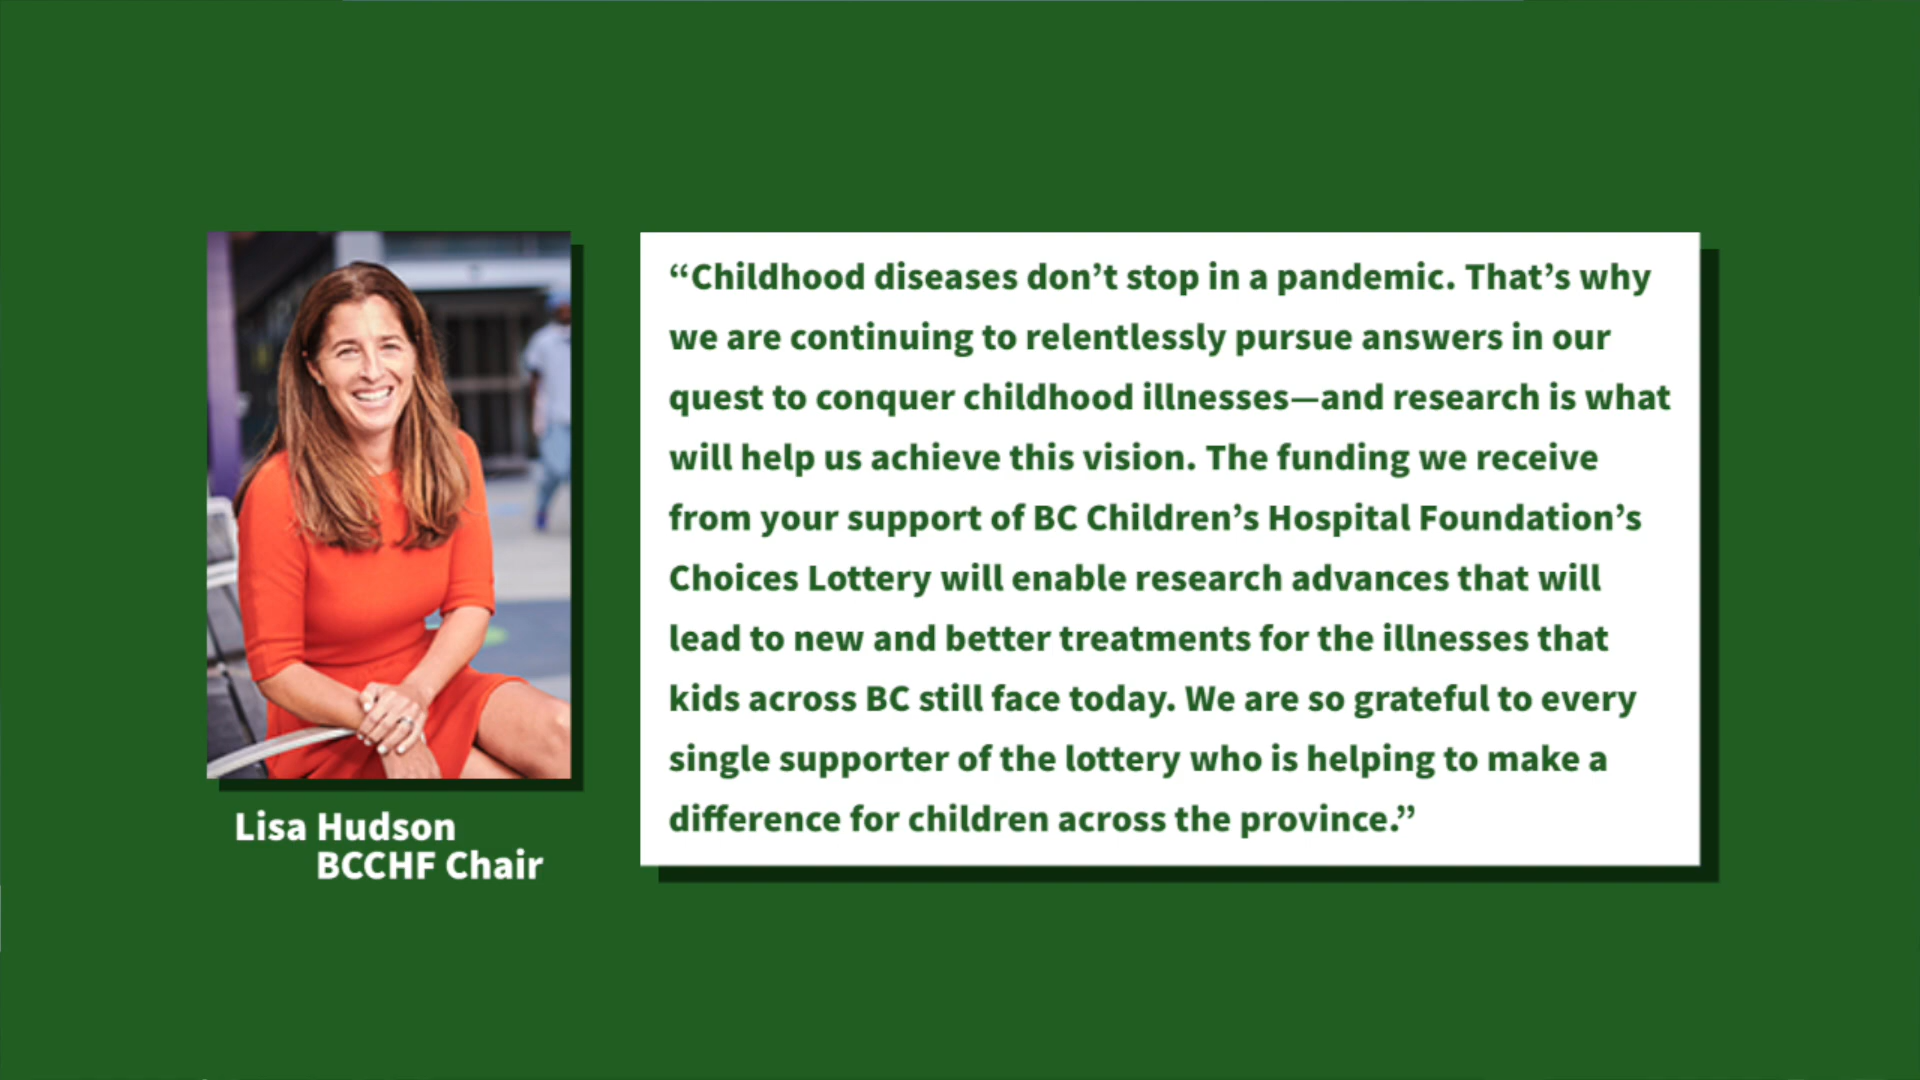 “Childhood diseases don’t stop in a pandemic. That’s why
we are continuing to relentlessly pursue answers in our
quest to conquer childhood illnesses—and research is what
will help us achieve this vision. The funding we receive
from your support of BC Children’s Hospital Foundation’s
Choices Lottery will enable research advances that will
lead to new and better treatments for the illnesses that
kids across BC still face today. We are so grateful to every
single supporter of the lottery who is helping to make a
difference for children across the province.”
Lisa Hudson
BCCHF Chair